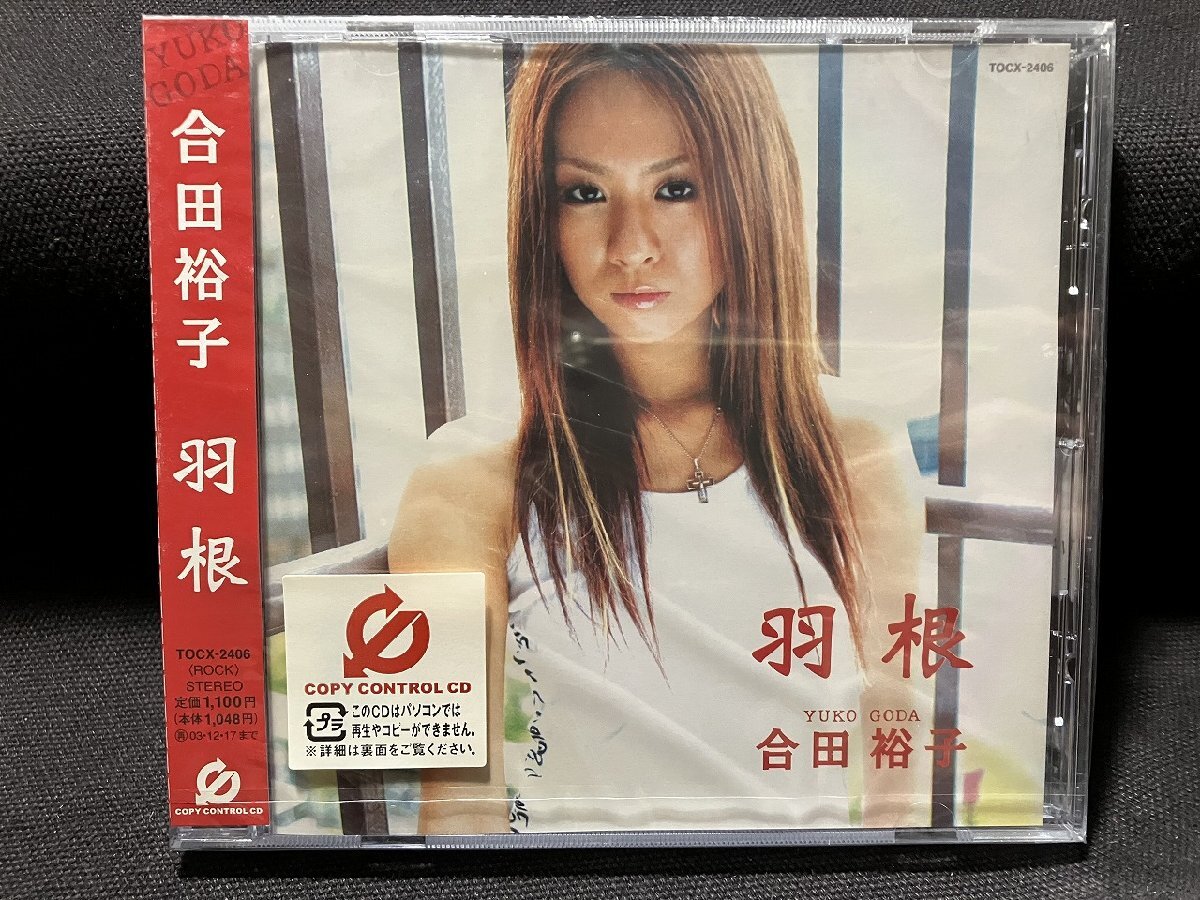 YUKO
GODA
合田裕子 羽根
TOCX-2406
〈ROCK〉
STEREO
定価1,100円
(本体1,048円)
再03・12・17まで
COPY CONTROL CD
TOCX-2406
羽根
YUKO GODA
合田裕子
COPY CONTROL CD
プラ
このCDはパソコンでは
再生やコピーができません。
※詳細は裏面をご覧ください。